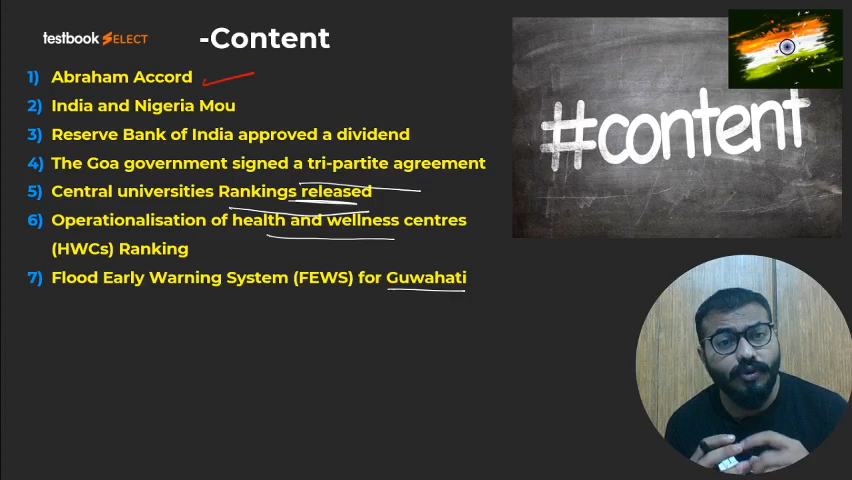 testbook SELECT
-Content
1) Abraham Accord
2) India and Nigeria Mou
3) Reserve Bank of India approved a dividend
4) The Goa government signed a tri-partite agreement
5) Central universities Rankings released
6) Operationalisation of health and wellness centres
(HWCs) Ranking
7) Flood Early Warning System (FEWS) for Guwahati
#content